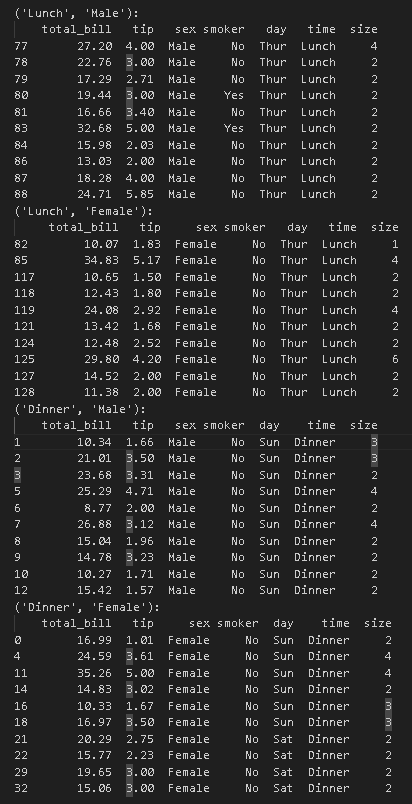 ('Lunch', 'Male'):
total_bill tip sex smoker day time size
77 27.20 4.00 Male No Thur Lunch 4
78 22.76 3.00 Male No Thur Lunch 2
79 17.29 2.71 Male No Thur Lunch 2
80 19.44 3.00 Male Yes Thur Lunch 2
81 16.66 3.40 Male No Thur Lunch 2
83 32.68 5.00 Male Yes Thur Lunch 2
84 15.98 2.03 Male No Thur Lunch 2
86 13.03 2.00 Male No Thur Lunch 2
87 18.28 4.00 Male No Thur Lunch 2
88 24.71 5.85 Male No Thur Lunch 2
('Lunch', 'Female'):
total_bill tip sex smoker day time size
82 10.07 1.83 Female No Thur Lunch 1
85 34.83 5.17 Female No Thur Lunch 4
117 10.65 1.50 Female No Thur Lunch 2
118 12.43 1.80 Female No Thur Lunch 2
119 24.08 2.92 Female No Thur Lunch 4
121 13.42 1.68 Female No Thur Lunch 2
124 12.48 2.52 Female No Thur Lunch 2
125 29.80 4.20 Female No Thur Lunch 6
127 14.52 2.00 Female No Thur Lunch 2
128 11.38 2.00 Female No Thur Lunch 2
('Dinner', 'Male'):
total_bill tip sex smoker day time size
1 10.34 1.66 Male No Sun Dinner 3
2 21.01 3.50 Male No Sun Dinner 3
3 23.68 3.31 Male No Sun Dinner 2
5 25.29 4.71 Male No Sun Dinner 4
6 8.77 2.00 Male No Sun Dinner 2
7 26.88 3.12 Male No Sun Dinner 4
8 15.04 1.96 Male No Sun Dinner 2
9 14.78 3.23 Male No Sun Dinner 2
10 10.27 1.71 Male No Sun Dinner 2
12 15.42 1.57 Male No Sun Dinner 2
('Dinner', 'Female'):
total_bill tip sex smoker day time size
0 16.99 1.01 Female No Sun Dinner 2
4 24.59 3.61 Female No Sun Dinner 4
11 35.26 5.00 Female No Sun Dinner 4
14 14.83 3.02 Female No Sun Dinner 2
16 10.33 1.67 Female No Sun Dinner 3
18 16.97 3.50 Female No Sun Dinner 3
21 20.29 2.75 Female No Sat Dinner 2
22 15.77 2.23 Female No Sat Dinner 2
29 19.65 3.00 Female No Sat Dinner 2
32 15.06 3.00 Female No Sat Dinner 2